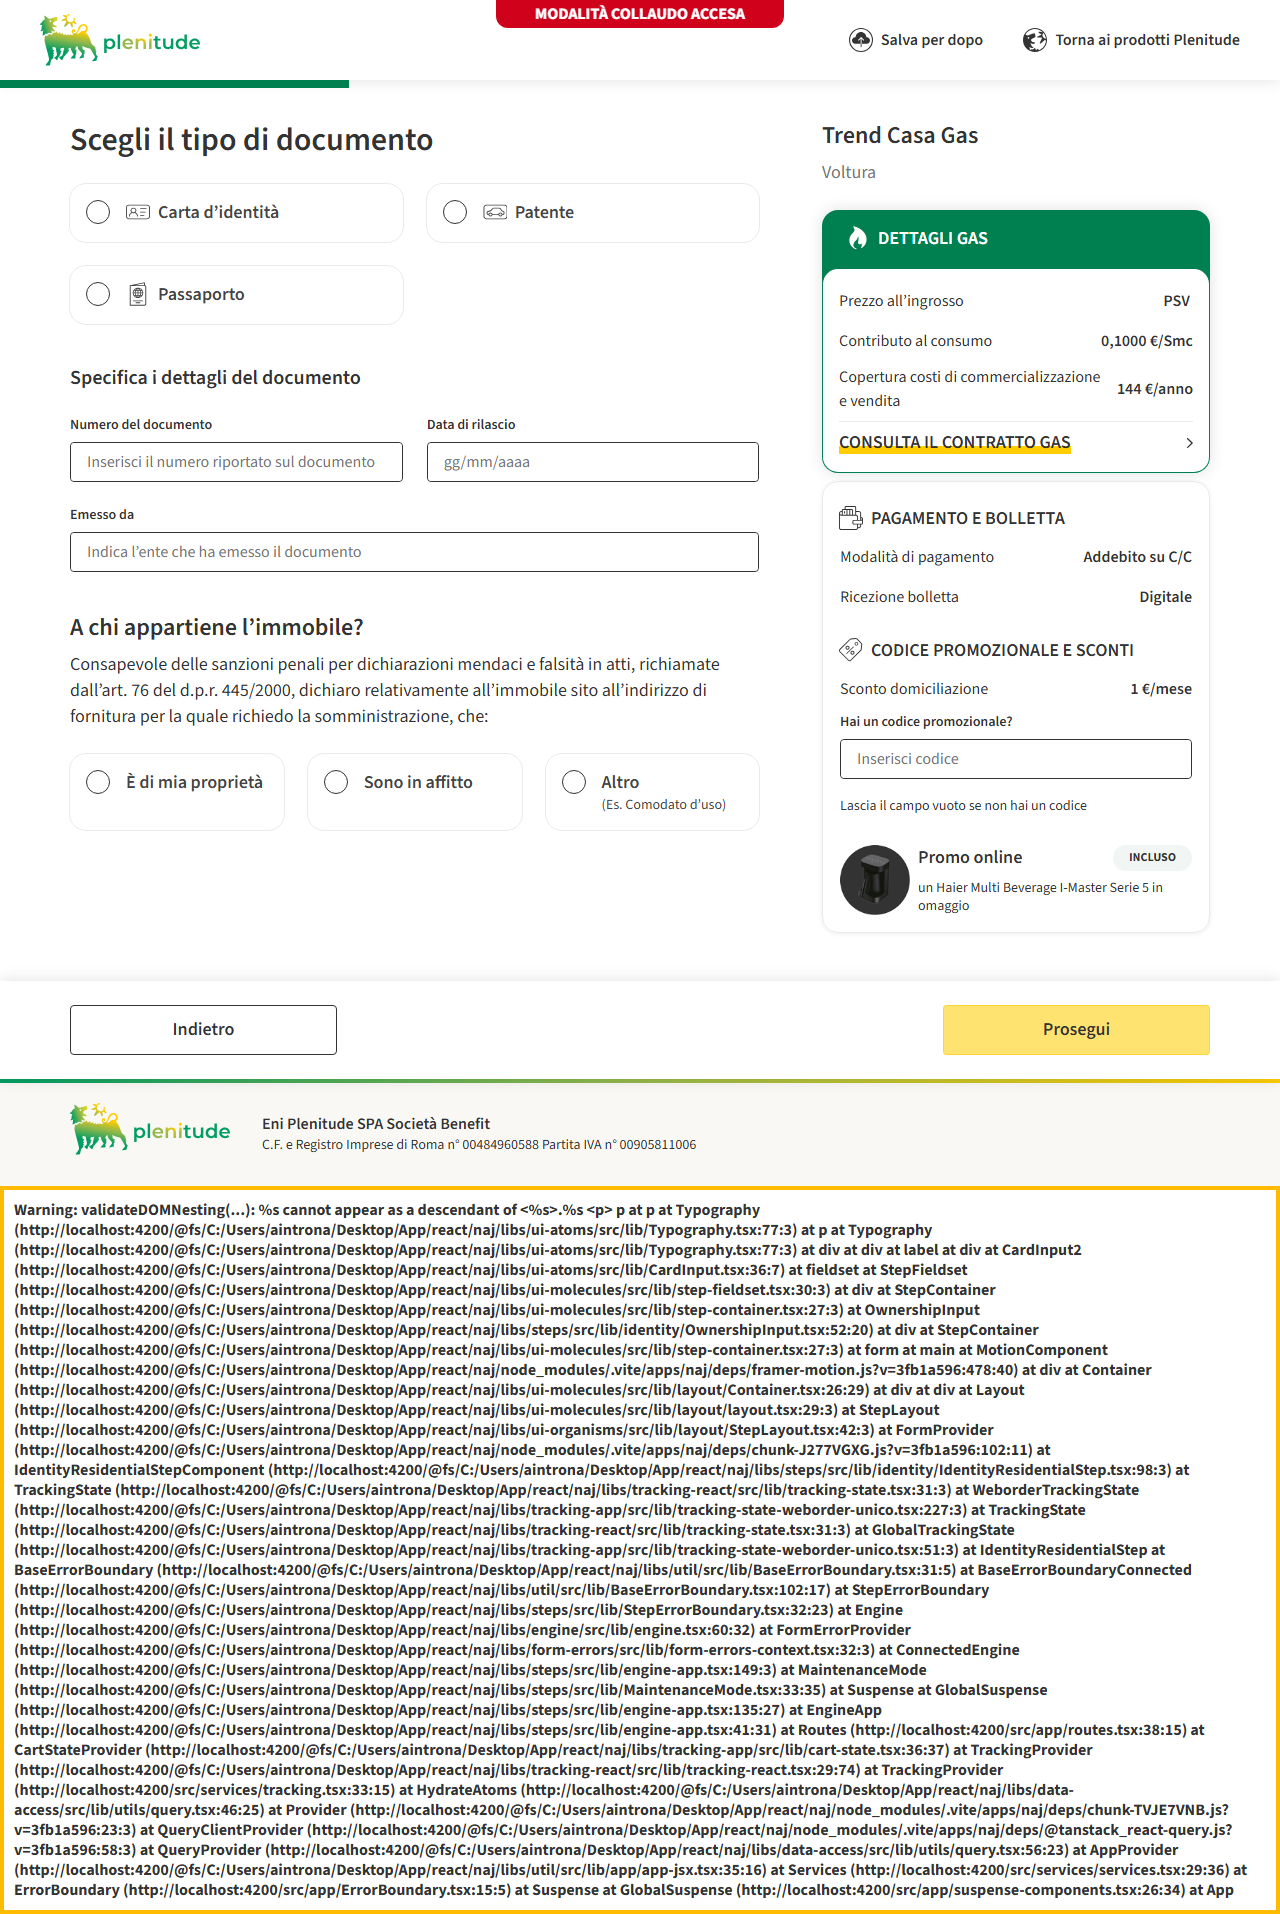 MODALITÀ COLLAUDO ACCESA
plenitude
Salva per dopo
Torna ai prodotti Plenitude
Scegli il tipo di documento
Carta d’identità
Patente
Passaporto
Specifica i dettagli del documento
Numero del documento
Data di rilascio
Inserisci il numero riportato sul documento
gg/mm/aaaa
Emesso da
Indica l’ente che ha emesso il documento
A chi appartiene l’immobile?
Consapevole delle sanzioni penali per dichiarazioni mendaci e falsità in atti, richiamate
dall’art. 76 del d.p.r. 445/2000, dichiaro relativamente all’immobile sito all’indirizzo di
fornitura per la quale richiedo la somministrazione, che:
È di mia proprietà
Sono in affitto
Altro
(Es. Comodato d’uso)
Trend Casa Gas
Voltura
DETTAGLI GAS
Prezzo all’ingrosso PSV
Contributo al consumo 0,1000 €/Smc
Copertura costi di commercializzazione
e vendita
144 €/anno
CONSULTA IL CONTRATTO GAS
PAGAMENTO E BOLLETTA
Modalità di pagamento Addebito su C/C
Ricezione bolletta Digitale
CODICE PROMOZIONALE E SCONTI
Sconto domiciliazione 1 €/mese
Hai un codice promozionale?
Inserisci codice
Lascia il campo vuoto se non hai un codice
Promo online
INCLUSO
un Haier Multi Beverage I-Master Serie 5 in
omaggio
Indietro
Prosegui
plenitude
Eni Plenitude SPA Società Benefit
C.F. e Registro Imprese di Roma n° 00484960588 Partita IVA n° 00905811006
Warning: validateDOMNesting(...): %s cannot appear as a descendant of <%s>.%s <p> p at p at Typography
(http://localhost:4200/@fs/C:/Users/aintrona/Desktop/App/react/naj/libs/ui-atoms/src/lib/Typography.tsx:77:3) at p at Typography
(http://localhost:4200/@fs/C:/Users/aintrona/Desktop/App/react/naj/libs/ui-atoms/src/lib/Typography.tsx:77:3) at div at div at label at div at CardInput2
(http://localhost:4200/@fs/C:/Users/aintrona/Desktop/App/react/naj/libs/ui-atoms/src/lib/CardInput.tsx:36:7) at fieldset at StepFieldset
(http://localhost:4200/@fs/C:/Users/aintrona/Desktop/App/react/naj/libs/ui-molecules/src/lib/step-fieldset.tsx:30:3) at div at StepContainer
(http://localhost:4200/@fs/C:/Users/aintrona/Desktop/App/react/naj/libs/ui-molecules/src/lib/step-container.tsx:27:3) at OwnershipInput
(http://localhost:4200/@fs/C:/Users/aintrona/Desktop/App/react/naj/libs/steps/src/lib/identity/OwnershipInput.tsx:52:20) at div at StepContainer
(http://localhost:4200/@fs/C:/Users/aintrona/Desktop/App/react/naj/libs/ui-molecules/src/lib/step-container.tsx:27:3) at form at main at MotionComponent
(http://localhost:4200/@fs/C:/Users/aintrona/Desktop/App/react/naj/node_modules/.vite/apps/naj/deps/framer-motion.js?v=3fb1a596:478:40) at div at Container
(http://localhost:4200/@fs/C:/Users/aintrona/Desktop/App/react/naj/libs/ui-molecules/src/lib/layout/Container.tsx:26:29) at div at div at Layout
(http://localhost:4200/@fs/C:/Users/aintrona/Desktop/App/react/naj/libs/ui-molecules/src/lib/layout/layout.tsx:29:3) at StepLayout
(http://localhost:4200/@fs/C:/Users/aintrona/Desktop/App/react/naj/libs/ui-organisms/src/lib/layout/StepLayout.tsx:42:3) at FormProvider
(http://localhost:4200/@fs/C:/Users/aintrona/Desktop/App/react/naj/node_modules/.vite/apps/naj/deps/chunk-J277VGXG.js?v=3fb1a596:102:11) at
IdentityResidentialStepComponent (http://localhost:4200/@fs/C:/Users/aintrona/Desktop/App/react/naj/libs/steps/src/lib/identity/IdentityResidentialStep.tsx:98:3) at
TrackingState (http://localhost:4200/@fs/C:/Users/aintrona/Desktop/App/react/naj/libs/tracking-react/src/lib/tracking-state.tsx:31:3) at WeborderTrackingState
(http://localhost:4200/@fs/C:/Users/aintrona/Desktop/App/react/naj/libs/tracking-app/src/lib/tracking-state-weborder-unico.tsx:227:3) at TrackingState
(http://localhost:4200/@fs/C:/Users/aintrona/Desktop/App/react/naj/libs/tracking-react/src/lib/tracking-state.tsx:31:3) at GlobalTrackingState
(http://localhost:4200/@fs/C:/Users/aintrona/Desktop/App/react/naj/libs/tracking-app/src/lib/tracking-state-weborder-unico.tsx:51:3) at IdentityResidentialStep at
BaseErrorBoundary (http://localhost:4200/@fs/C:/Users/aintrona/Desktop/App/react/naj/libs/util/src/lib/BaseErrorBoundary.tsx:31:5) at BaseErrorBoundaryConnected
(http://localhost:4200/@fs/C:/Users/aintrona/Desktop/App/react/naj/libs/util/src/lib/BaseErrorBoundary.tsx:102:17) at StepErrorBoundary
(http://localhost:4200/@fs/C:/Users/aintrona/Desktop/App/react/naj/libs/steps/src/lib/StepErrorBoundary.tsx:32:23) at Engine
(http://localhost:4200/@fs/C:/Users/aintrona/Desktop/App/react/naj/libs/engine/src/lib/engine.tsx:60:32) at FormErrorProvider
(http://localhost:4200/@fs/C:/Users/aintrona/Desktop/App/react/naj/libs/form-errors/src/lib/form-errors-context.tsx:32:3) at ConnectedEngine
(http://localhost:4200/@fs/C:/Users/aintrona/Desktop/App/react/naj/libs/steps/src/lib/engine-app.tsx:149:3) at MaintenanceMode
(http://localhost:4200/@fs/C:/Users/aintrona/Desktop/App/react/naj/libs/steps/src/lib/MaintenanceMode.tsx:33:35) at Suspense at GlobalSuspense
(http://localhost:4200/@fs/C:/Users/aintrona/Desktop/App/react/naj/libs/steps/src/lib/engine-app.tsx:135:27) at EngineApp
(http://localhost:4200/@fs/C:/Users/aintrona/Desktop/App/react/naj/libs/steps/src/lib/engine-app.tsx:41:31) at Routes (http://localhost:4200/src/app/routes.tsx:38:15) at
CartStateProvider (http://localhost:4200/@fs/C:/Users/aintrona/Desktop/App/react/naj/libs/tracking-app/src/lib/cart-state.tsx:36:37) at TrackingProvider
(http://localhost:4200/@fs/C:/Users/aintrona/Desktop/App/react/naj/libs/tracking-react/src/lib/tracking-react.tsx:29:74) at TrackingProvider
(http://localhost:4200/src/services/tracking.tsx:33:15) at HydrateAtoms (http://localhost:4200/@fs/C:/Users/aintrona/Desktop/App/react/naj/libs/data-
access/src/lib/utils/query.tsx:46:25) at Provider (http://localhost:4200/@fs/C:/Users/aintrona/Desktop/App/react/naj/node_modules/.vite/apps/naj/deps/chunk-TVJE7VNB.js?
v=3fb1a596:23:3) at QueryClientProvider (http://localhost:4200/@fs/C:/Users/aintrona/Desktop/App/react/naj/node_modules/.vite/apps/naj/deps/@tanstack_react-query.js?
v=3fb1a596:58:3) at QueryProvider (http://localhost:4200/@fs/C:/Users/aintrona/Desktop/App/react/naj/libs/data-access/src/lib/utils/query.tsx:56:23) at AppProvider
(http://localhost:4200/@fs/C:/Users/aintrona/Desktop/App/react/naj/libs/util/src/lib/app/app-jsx.tsx:35:16) at Services (http://localhost:4200/src/services/services.tsx:29:36) at
ErrorBoundary (http://localhost:4200/src/app/ErrorBoundary.tsx:15:5) at Suspense at GlobalSuspense (http://localhost:4200/src/app/suspense-components.tsx:26:34) at App